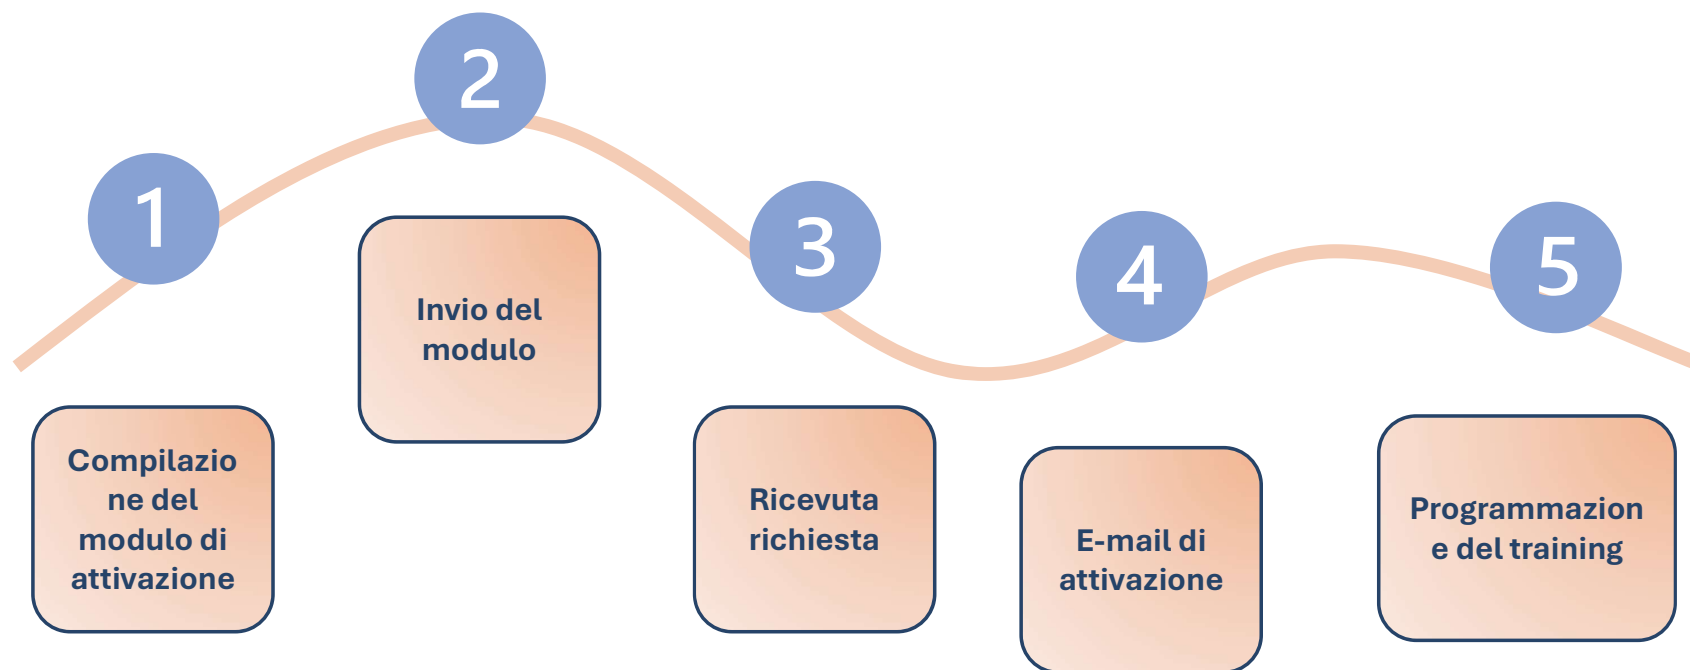 1
Compilazio
ne del
modulo di
attivazione
2
Invio del
modulo
3
Ricevuta
richiesta
4
E-mail di
attivazione
5
Programmazion
e del training